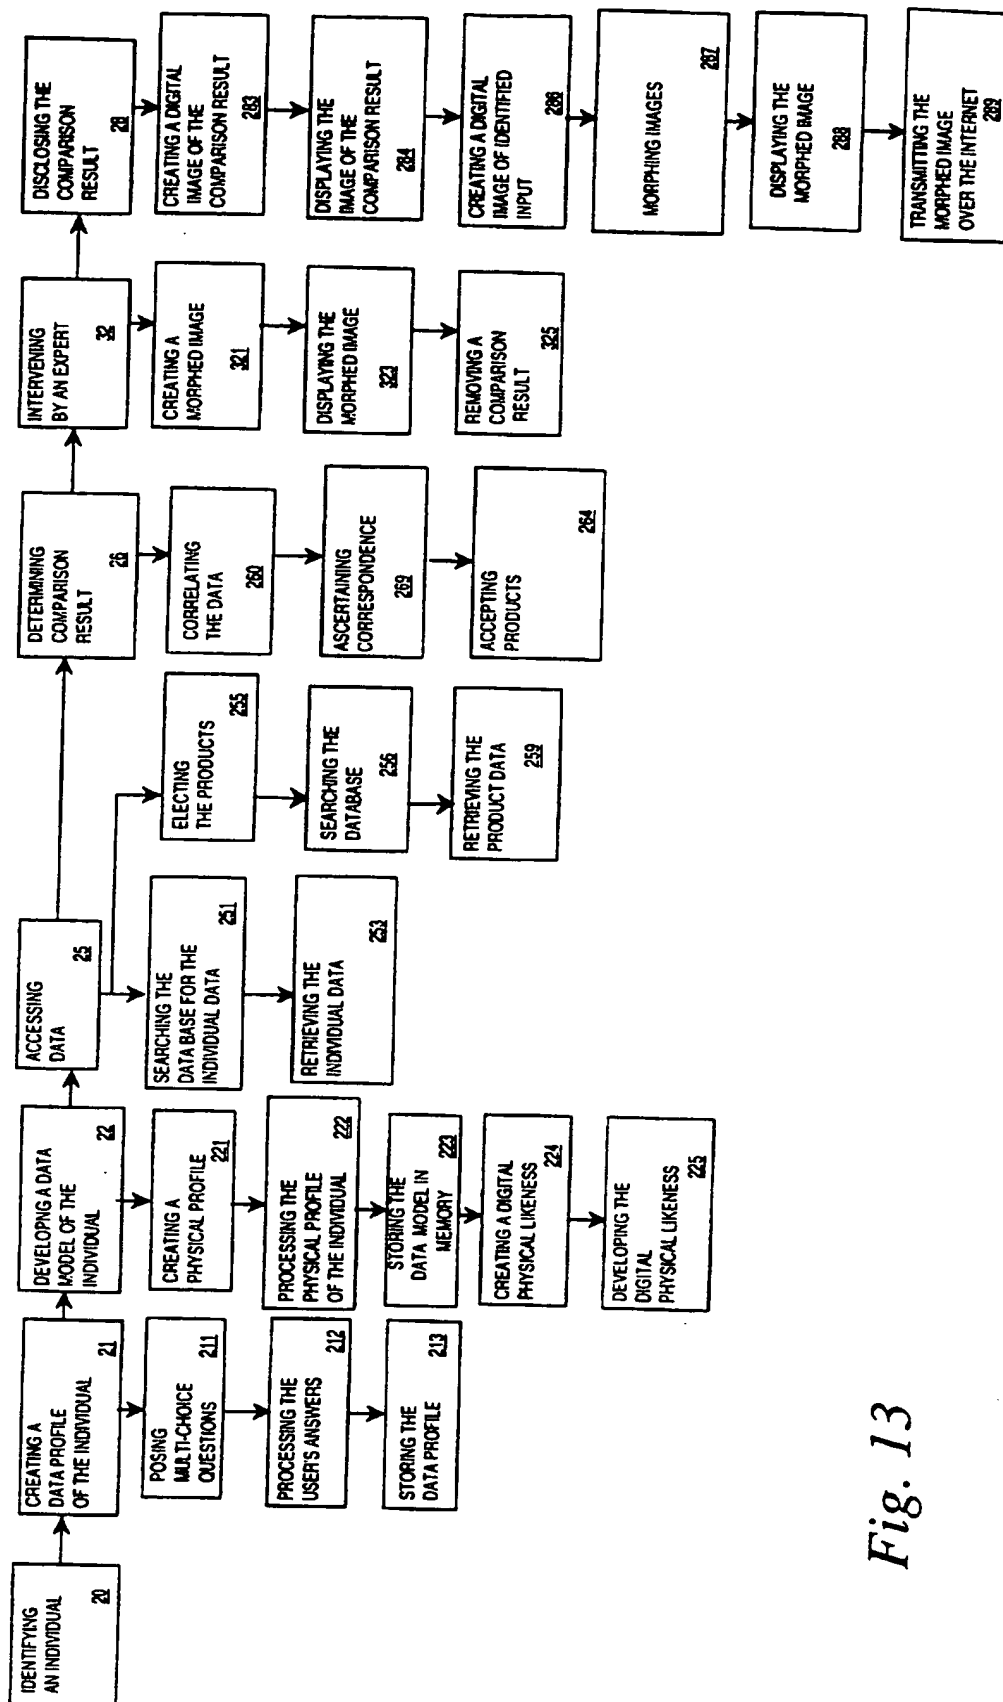 IDENTIFYING
AN INDIVIDUAL
20
CREATING A
DATA PROFILE
OF THE INDIVIDUAL
21
POSING
MULTI-CHOICE
QUESTIONS
211
PROCESSING THE
USER'S ANSWERS
212
STORING THE
DATA PROFILE
213
DEVELOPNG A DATA
MODEL OF THE
INDIVIDUAL
22
CREATING A
PHYSICAL PROFILE
221
PROCESSING THE
PHYSICAL PROFILE
OF THE INDIVIDUAL
222
STORING THE
DATA MODEL IN
MEMORY
223
CREATING A DIGITAL
PHYSICAL LIKENESS
224
DEVELOPING THE
DIGITAL
PHYSICAL LIKENESS
225
ACCESSING
DATA
25
SEARCHING THE
DATA BASE FOR THE
INDIVIDUAL DATA
251
RETRIEVING THE
INDIVIDUAL DATA
253
ELECTING
THE PRODUCTS
255
SEARCHING THE
DATABASE
256
RETRIEVING THE
PRODUCT DATA
259
DETERMINING
COMPARISON
RESULT
26
CORRELATING
THE DATA
260
ASCERTAINING
CORRESPONDENCE
269
ACCEPTING
PRODUCTS
264
INTERVENING
BY AN EXPERT
32
CREATING A
MORPHED IMAGE
321
DISPLAYING THE
MORPHED IMAGE
323
REMOVING A
COMPARISON
RESULT
325
DISCLOSING THE
COMPARISON
RESULT
28
CREATING A DIGITAL
IMAGE OF THE
COMPARISON RESULT
283
DISPLAYING THE
IMAGE OF THE
COMPARISON RESULT
284
CREATING A DIGITAL
IMAGE OF IDENTIFIED
INPUT
286
MORPHING IMAGES
287
DISPLAYING THE
MORPHED IMAGE
288
TRANSMITTING THE
MORPHED IMAGE
OVER THE INTERNET
289
Fig. 13